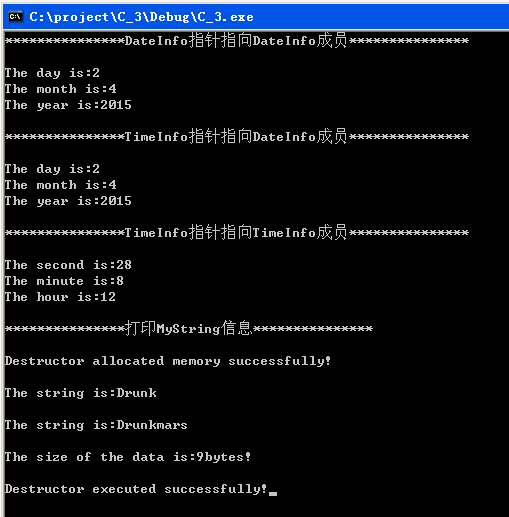 C:\project\C_3\Debug\C_3.exe
***************DateInfo指针指向DateInfo成员***************
The day is:2
The month is:4
The year is:2015
***************TimeInfo指针指向DateInfo成员***************
The day is:2
The month is:4
The year is:2015
***************TimeInfo指针指向TimeInfo成员***************
The second is:28
The minute is:8
The hour is:12
***************打印MyString信息***************
Destructor allocated memory successfully!
The string is:Drunk
The string is:Drunkmars
The size of the data is:9bytes!
Destructor executed successfully!